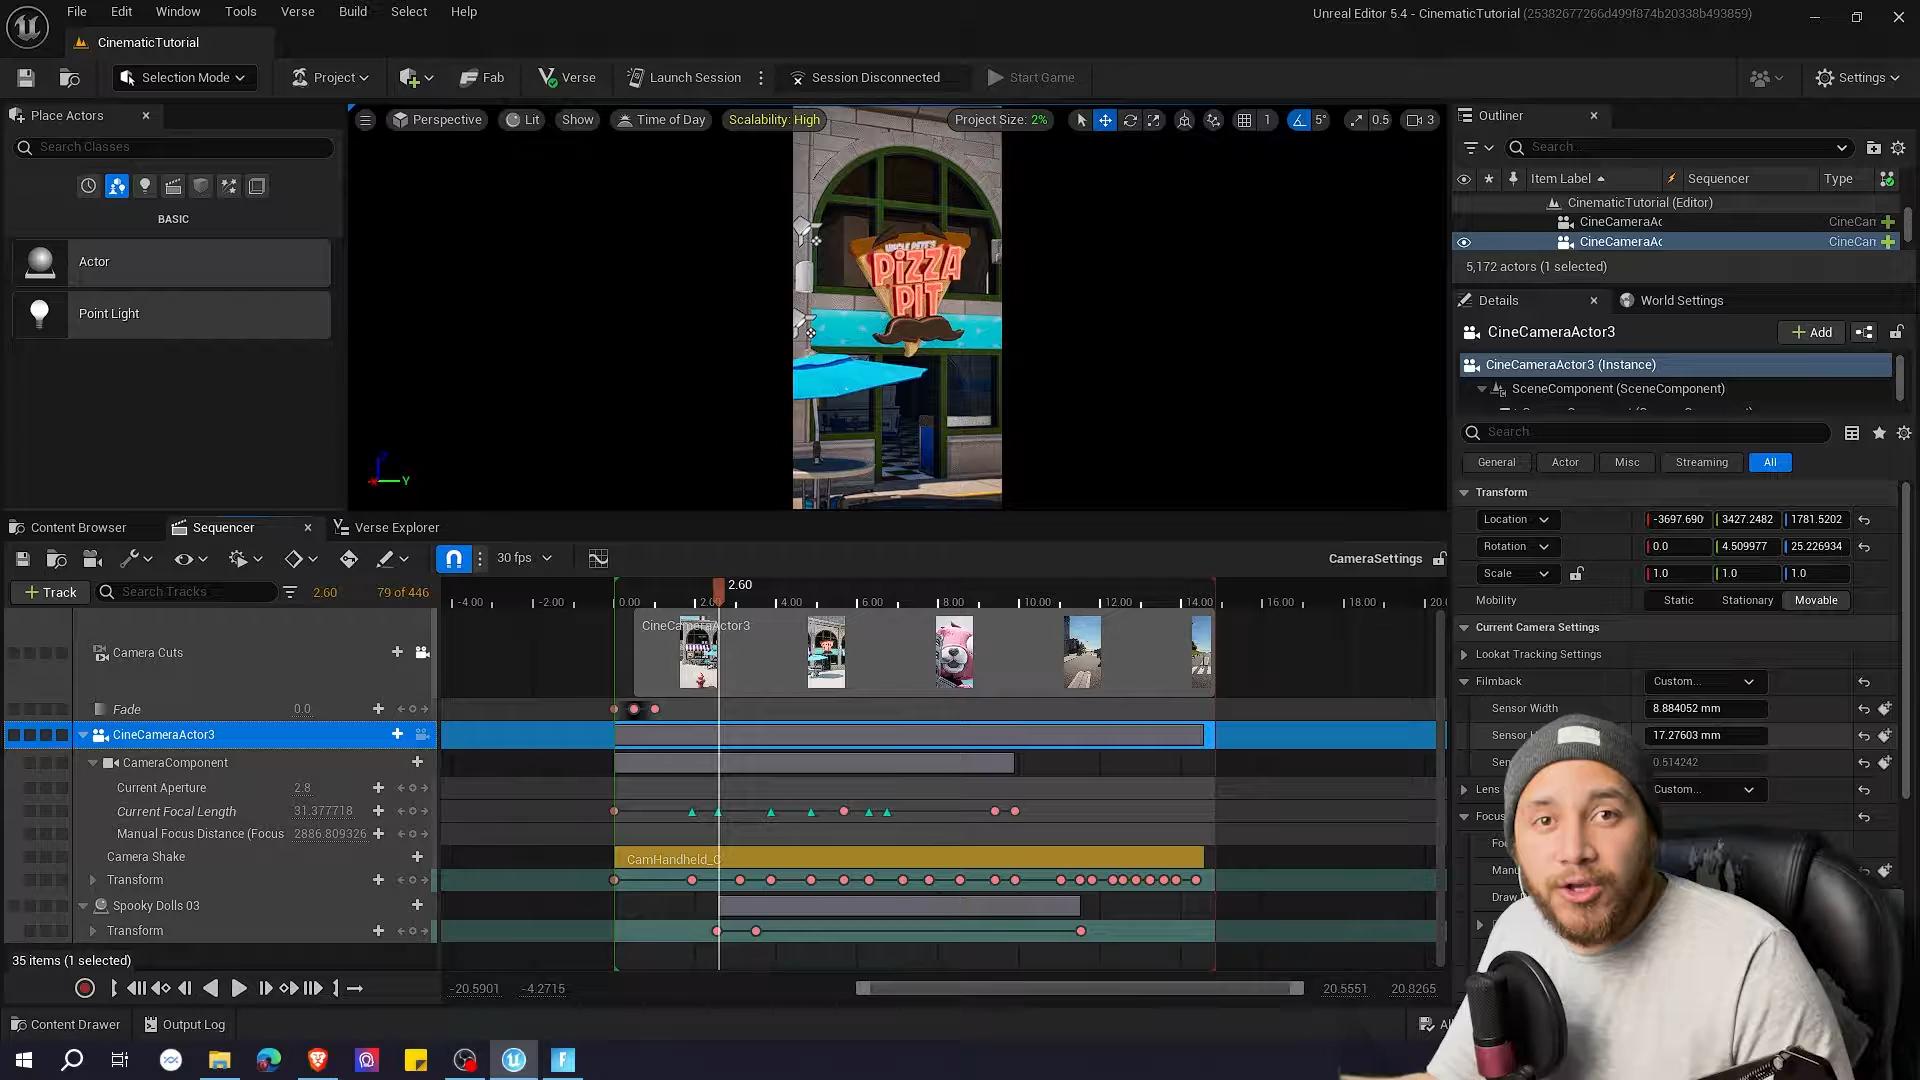 File Edit Window Tools Verse Build Select Help
Unreal Editor 5.4 - CinematicTutorial (25382677266d499f874b20338b493859)
CinematicTutorial
Selection Mode
Project
Fab
Verse
Launch Session
Session Disconnected
Start Game
Settings
Place Actors
Search Classes
BASIC
Actor
Point Light
Perspective
Lit
Show
Time of Day
Scalability: High
Project Size: 2%
1
5°
0.5
3
UNCLE PETE'S
PIZZA
PIT
Z
Y
Outliner
Search...
Item Label
Sequencer
Type
CinematicTutorial (Editor)
CineCameraAc CineCam
CineCameraAc CineCam
5,172 actors (1 selected)
Details
World Settings
CineCameraActor3
Add
CineCameraActor3 (Instance)
SceneComponent (SceneComponent)
Search
General
Actor
Misc
Streaming
All
Transform
Location -3697.690 3427.2482 1781.5202
Rotation 0.0 4.509977 25.226934
Scale 1.0 1.0 1.0
Mobility Static Stationary Movable
Current Camera Settings
Lookat Tracking Settings
Filmback Custom...
Sensor Width 8.884052 mm
Sensor H 17.27603 mm
Sen 0.514242
Lens Custom...
Focus
Fo
Manu
Draw
Content Browser
Sequencer
Verse Explorer
30 fps
CameraSettings
Track
Search Tracks
2.60
79 of 446
2.60
-4.00 -2.00 0.00 2.00 4.00 6.00 8.00 10.00 12.00 14.00 16.00 18.00 20.0
CineCameraActor3
Camera Cuts
Fade 0.0
CineCameraActor3
CameraComponent
Current Aperture 2.8
Current Focal Length 31.377718
Manual Focus Distance (Focus 2886.809326
Camera Shake
CamHandheld_C
Transform
Spooky Dolls 03
Transform
35 items (1 selected)
-20.5901 -4.2715
20.5551 20.8265
Content Drawer
Output Log
Al